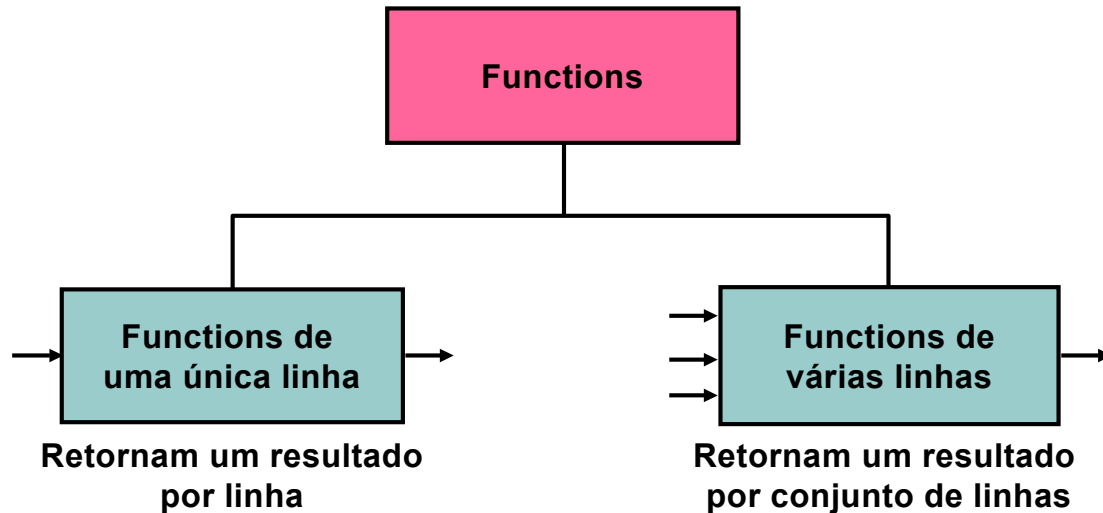 Functions
Functions de
uma única linha
Retornam um resultado
por linha
Functions de
várias linhas
Retornam um resultado
por conjunto de linhas